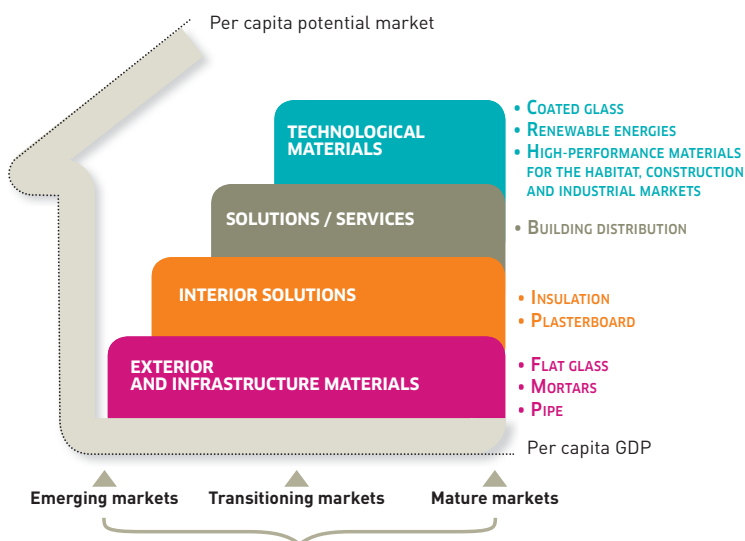 Per capita potential market
TECHNOLOGICAL
MATERIALS
• COATED GLASS
• RENEWABLE ENERGIES
• HIGH-PERFORMANCE MATERIALS
FOR THE HABITAT, CONSTRUCTION
AND INDUSTRIAL MARKETS
SOLUTIONS / SERVICES
• BUILDING DISTRIBUTION
INTERIOR SOLUTIONS
• INSULATION
• PLASTERBOARD
EXTERIOR
AND INFRASTRUCTURE MATERIALS
• FLAT GLASS
• MORTARS
• PIPE
Per capita GDP
Emerging markets
Transitioning markets
Mature markets